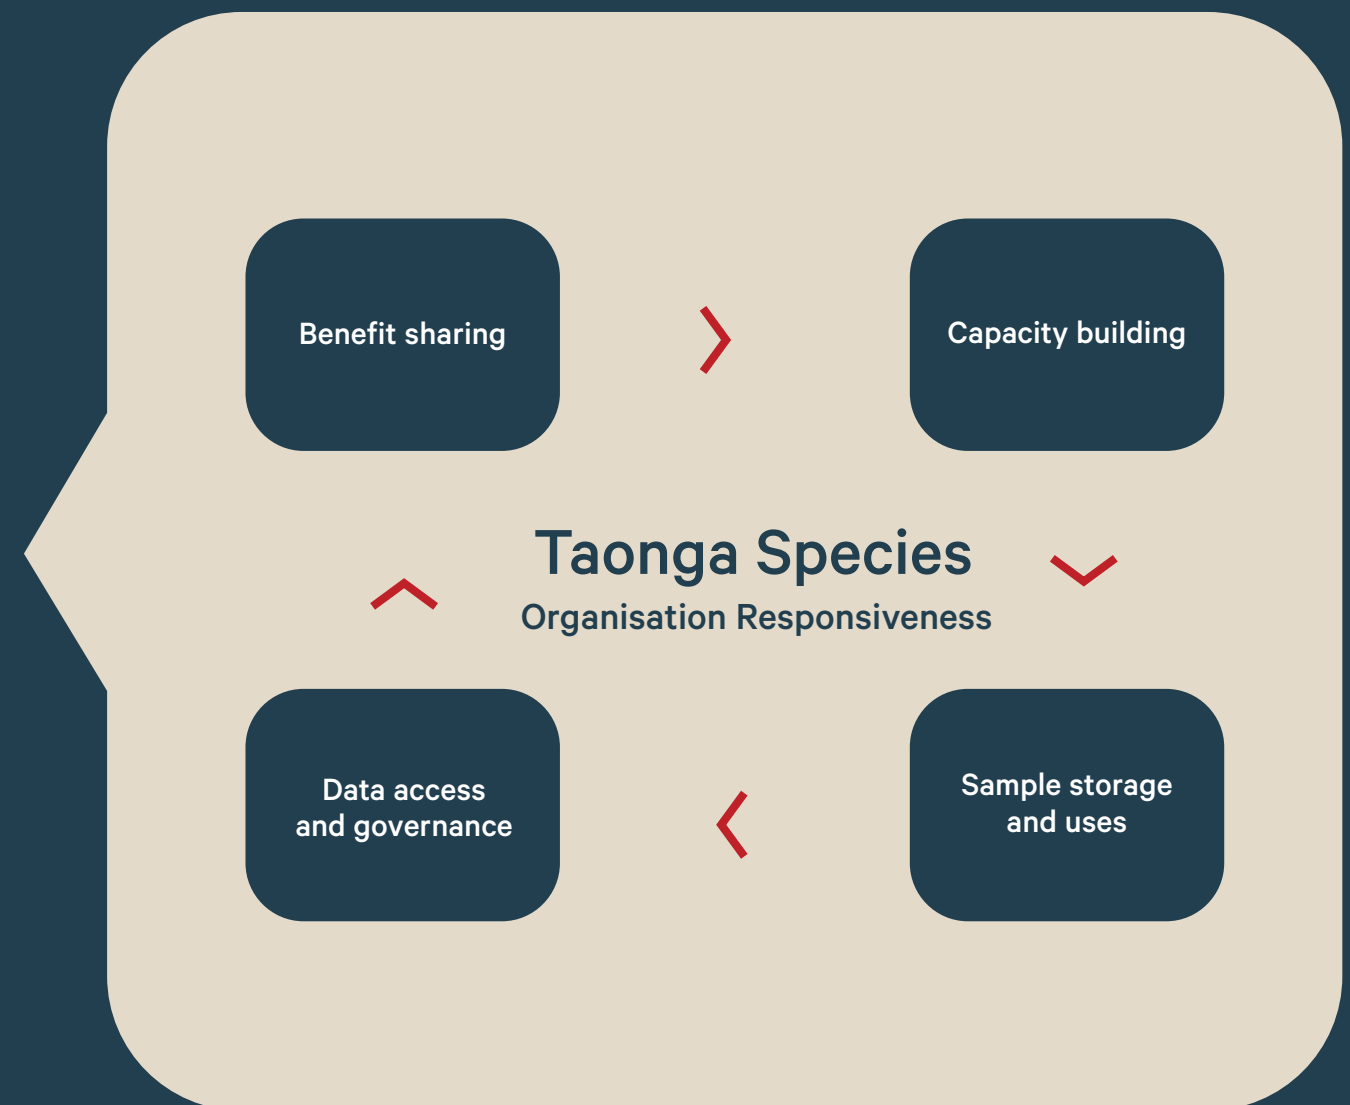 Benefit sharing
Capacity building
Taonga Species
Organisation Responsiveness
Data access
and governance
Sample storage
and uses